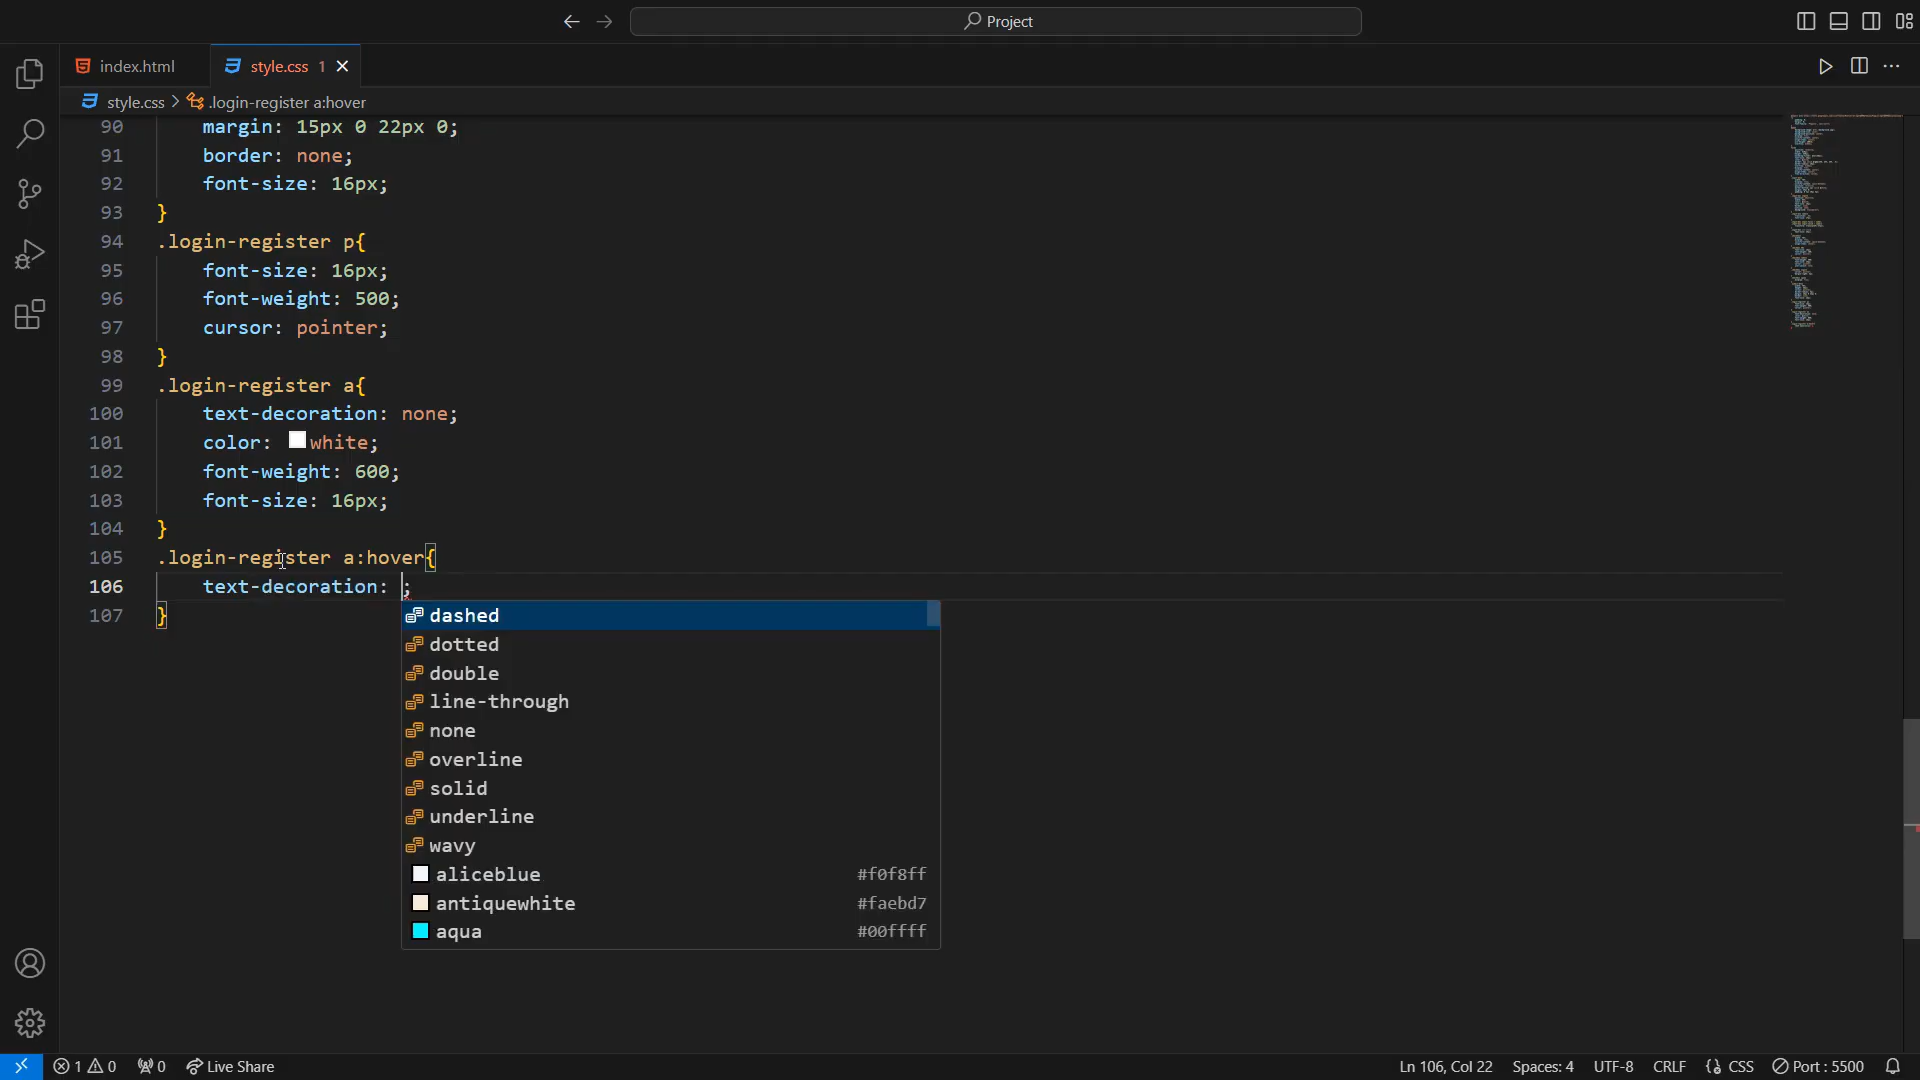 Project
index.html
style.css 1
style.css > .login-register a:hover
90 margin: 15px 0 22px 0;
91 border: none;
92 font-size: 16px;
93 }
94 .login-register p{
95 font-size: 16px;
96 font-weight: 500;
97 cursor: pointer;
98 }
99 .login-register a{
100 text-decoration: none;
101 color: white;
102 font-weight: 600;
103 font-size: 16px;
104 }
105 .login-register a:hover{
106 text-decoration: ;
107 }
dashed
dotted
double
line-through
none
overline
solid
underline
wavy
aliceblue #f0f8ff
antiquewhite #faebd7
aqua #00ffff
1 0 0 Live Share Ln 106, Col 22 Spaces: 4 UTF-8 CRLF CSS Port : 5500